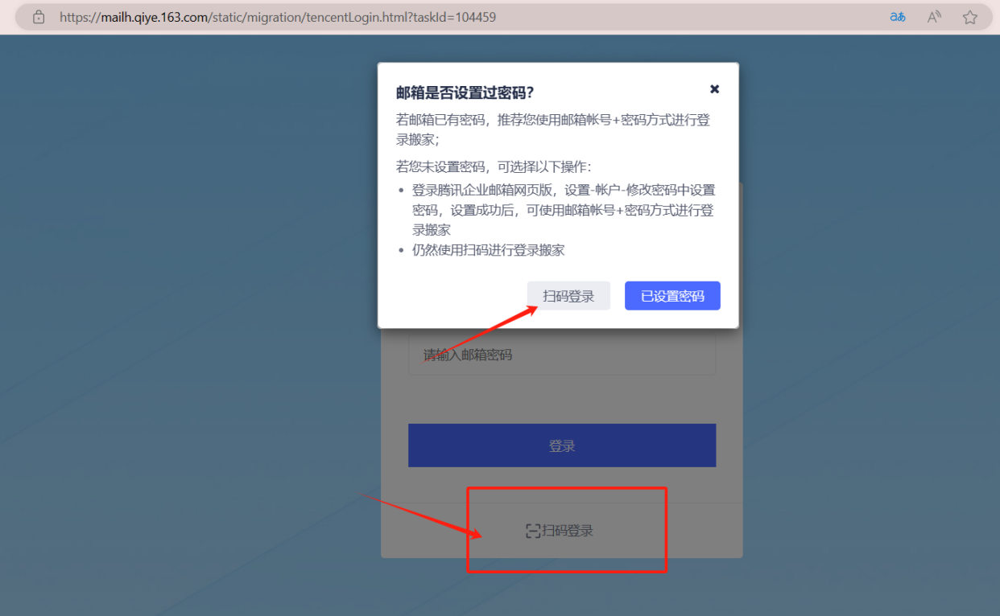 https://mailh.qiye.163.com/static/migration/tencentLogin.html?taskId=104459
邮箱是否设置过密码?
若邮箱已有密码，推荐您使用邮箱帐号+密码方式进行登
录搬家；
若您未设置密码，可选择以下操作：
登录腾讯企业邮箱网页版，设置-帐户-修改密码中设置
密码，设置成功后，可使用邮箱帐号+密码方式进行登
录搬家
仍然使用扫码进行登录搬家
扫码登录
已设置密码
请输入邮箱密码
登录
扫码登录